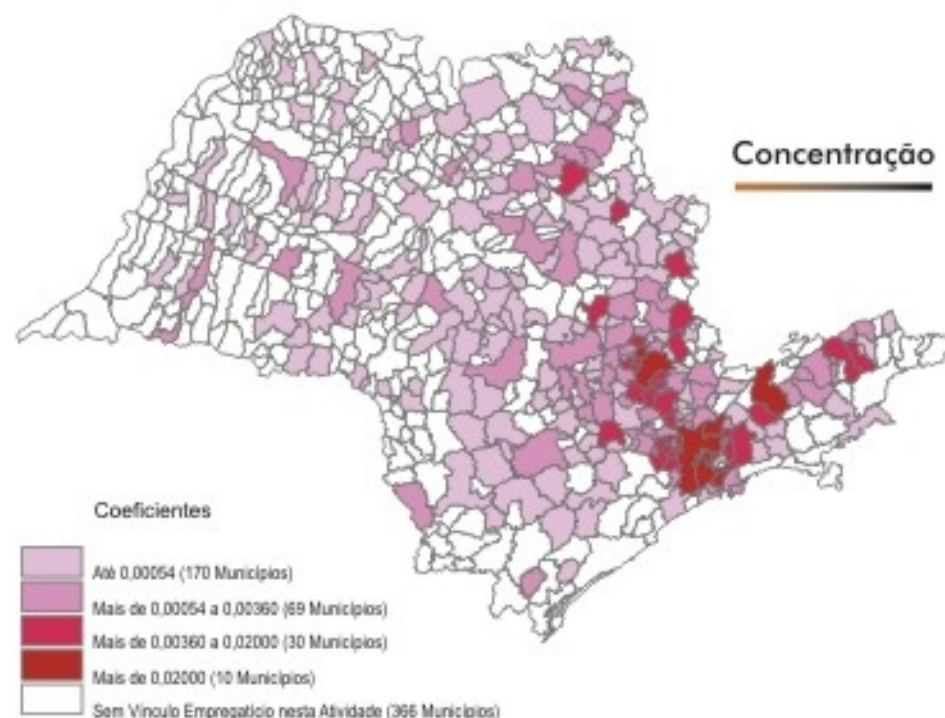 Concentração
Coeficientes
Até 0,00054 (170 Municípios)
Mais de 0,00054 a 0,00360 (69 Municípios)
Mais de 0,00360 a 0,02000 (30 Municípios)
Mais de 0,02000 (10 Municípios)
Sem Vínculo Empregatício nesta Atividade (366 Municípios)